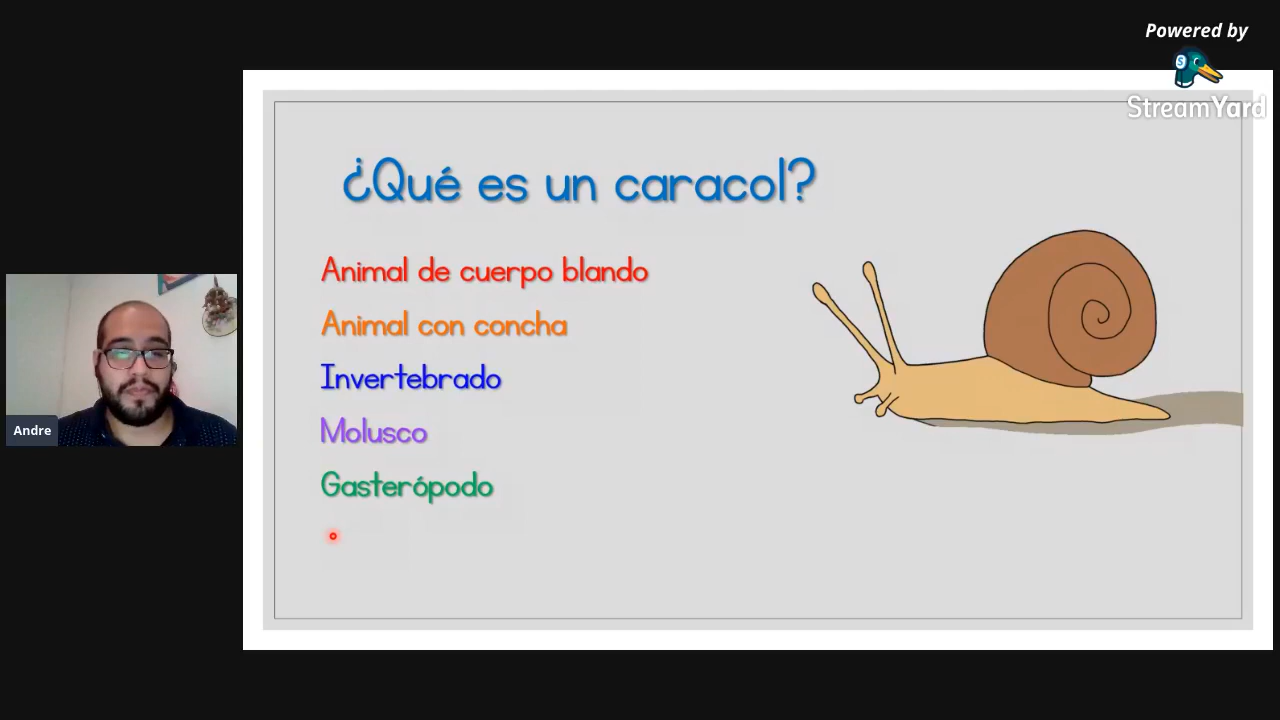 Powered by
StreamYard
¿Qué es un caracol?
Animal de cuerpo blando
Animal con concha
Invertebrado
Molusco
Gasterópodo
Andre